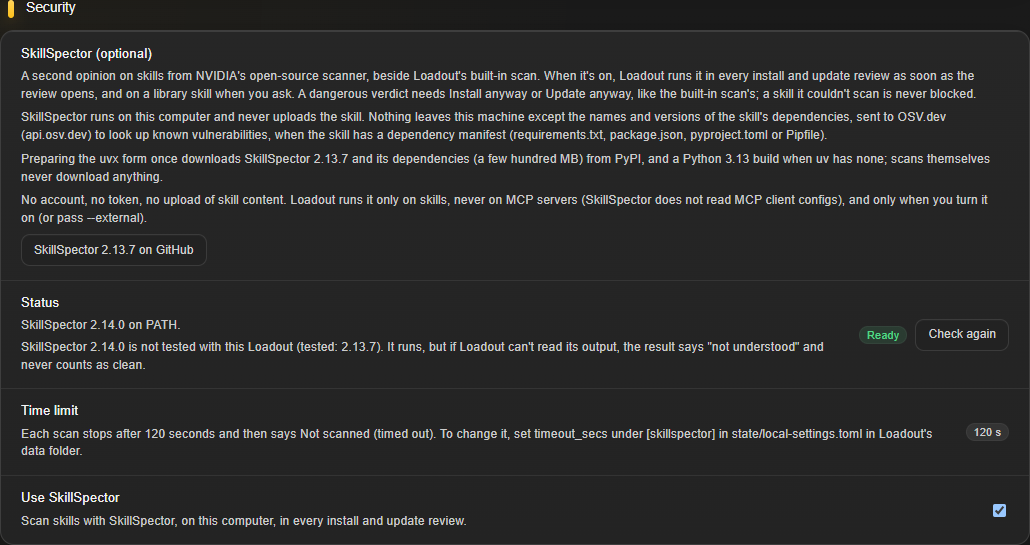 Security
SkillSpector (optional)
A second opinion on skills from NVIDIA's open-source scanner, beside Loadout's built-in scan. When it's on, Loadout runs it in every install and update review as soon as the
review opens, and on a library skill when you ask. A dangerous verdict needs Install anyway or Update anyway, like the built-in scan's; a skill it couldn't scan is never blocked.
SkillSpector runs on this computer and never uploads the skill. Nothing leaves this machine except the names and versions of the skill's dependencies, sent to OSV.dev
(api.osv.dev) to look up known vulnerabilities, when the skill has a dependency manifest (requirements.txt, package.json, pyproject.toml or Pipfile).
Preparing the uvx form once downloads SkillSpector 2.13.7 and its dependencies (a few hundred MB) from PyPI, and a Python 3.13 build when uv has none; scans themselves
never download anything.
No account, no token, no upload of skill content. Loadout runs it only on skills, never on MCP servers (SkillSpector does not read MCP client configs), and only when you turn it
on (or pass --external).
SkillSpector 2.13.7 on GitHub
Status
SkillSpector 2.14.0 on PATH.
SkillSpector 2.14.0 is not tested with this Loadout (tested: 2.13.7). It runs, but if Loadout can't read its output, the result says "not understood" and
never counts as clean.
Ready
Check again
Time limit
Each scan stops after 120 seconds and then says Not scanned (timed out). To change it, set timeout_secs under [skillspector] in state/local-settings.toml in Loadout's
data folder.
120 s
Use SkillSpector
Scan skills with SkillSpector, on this computer, in every install and update review.